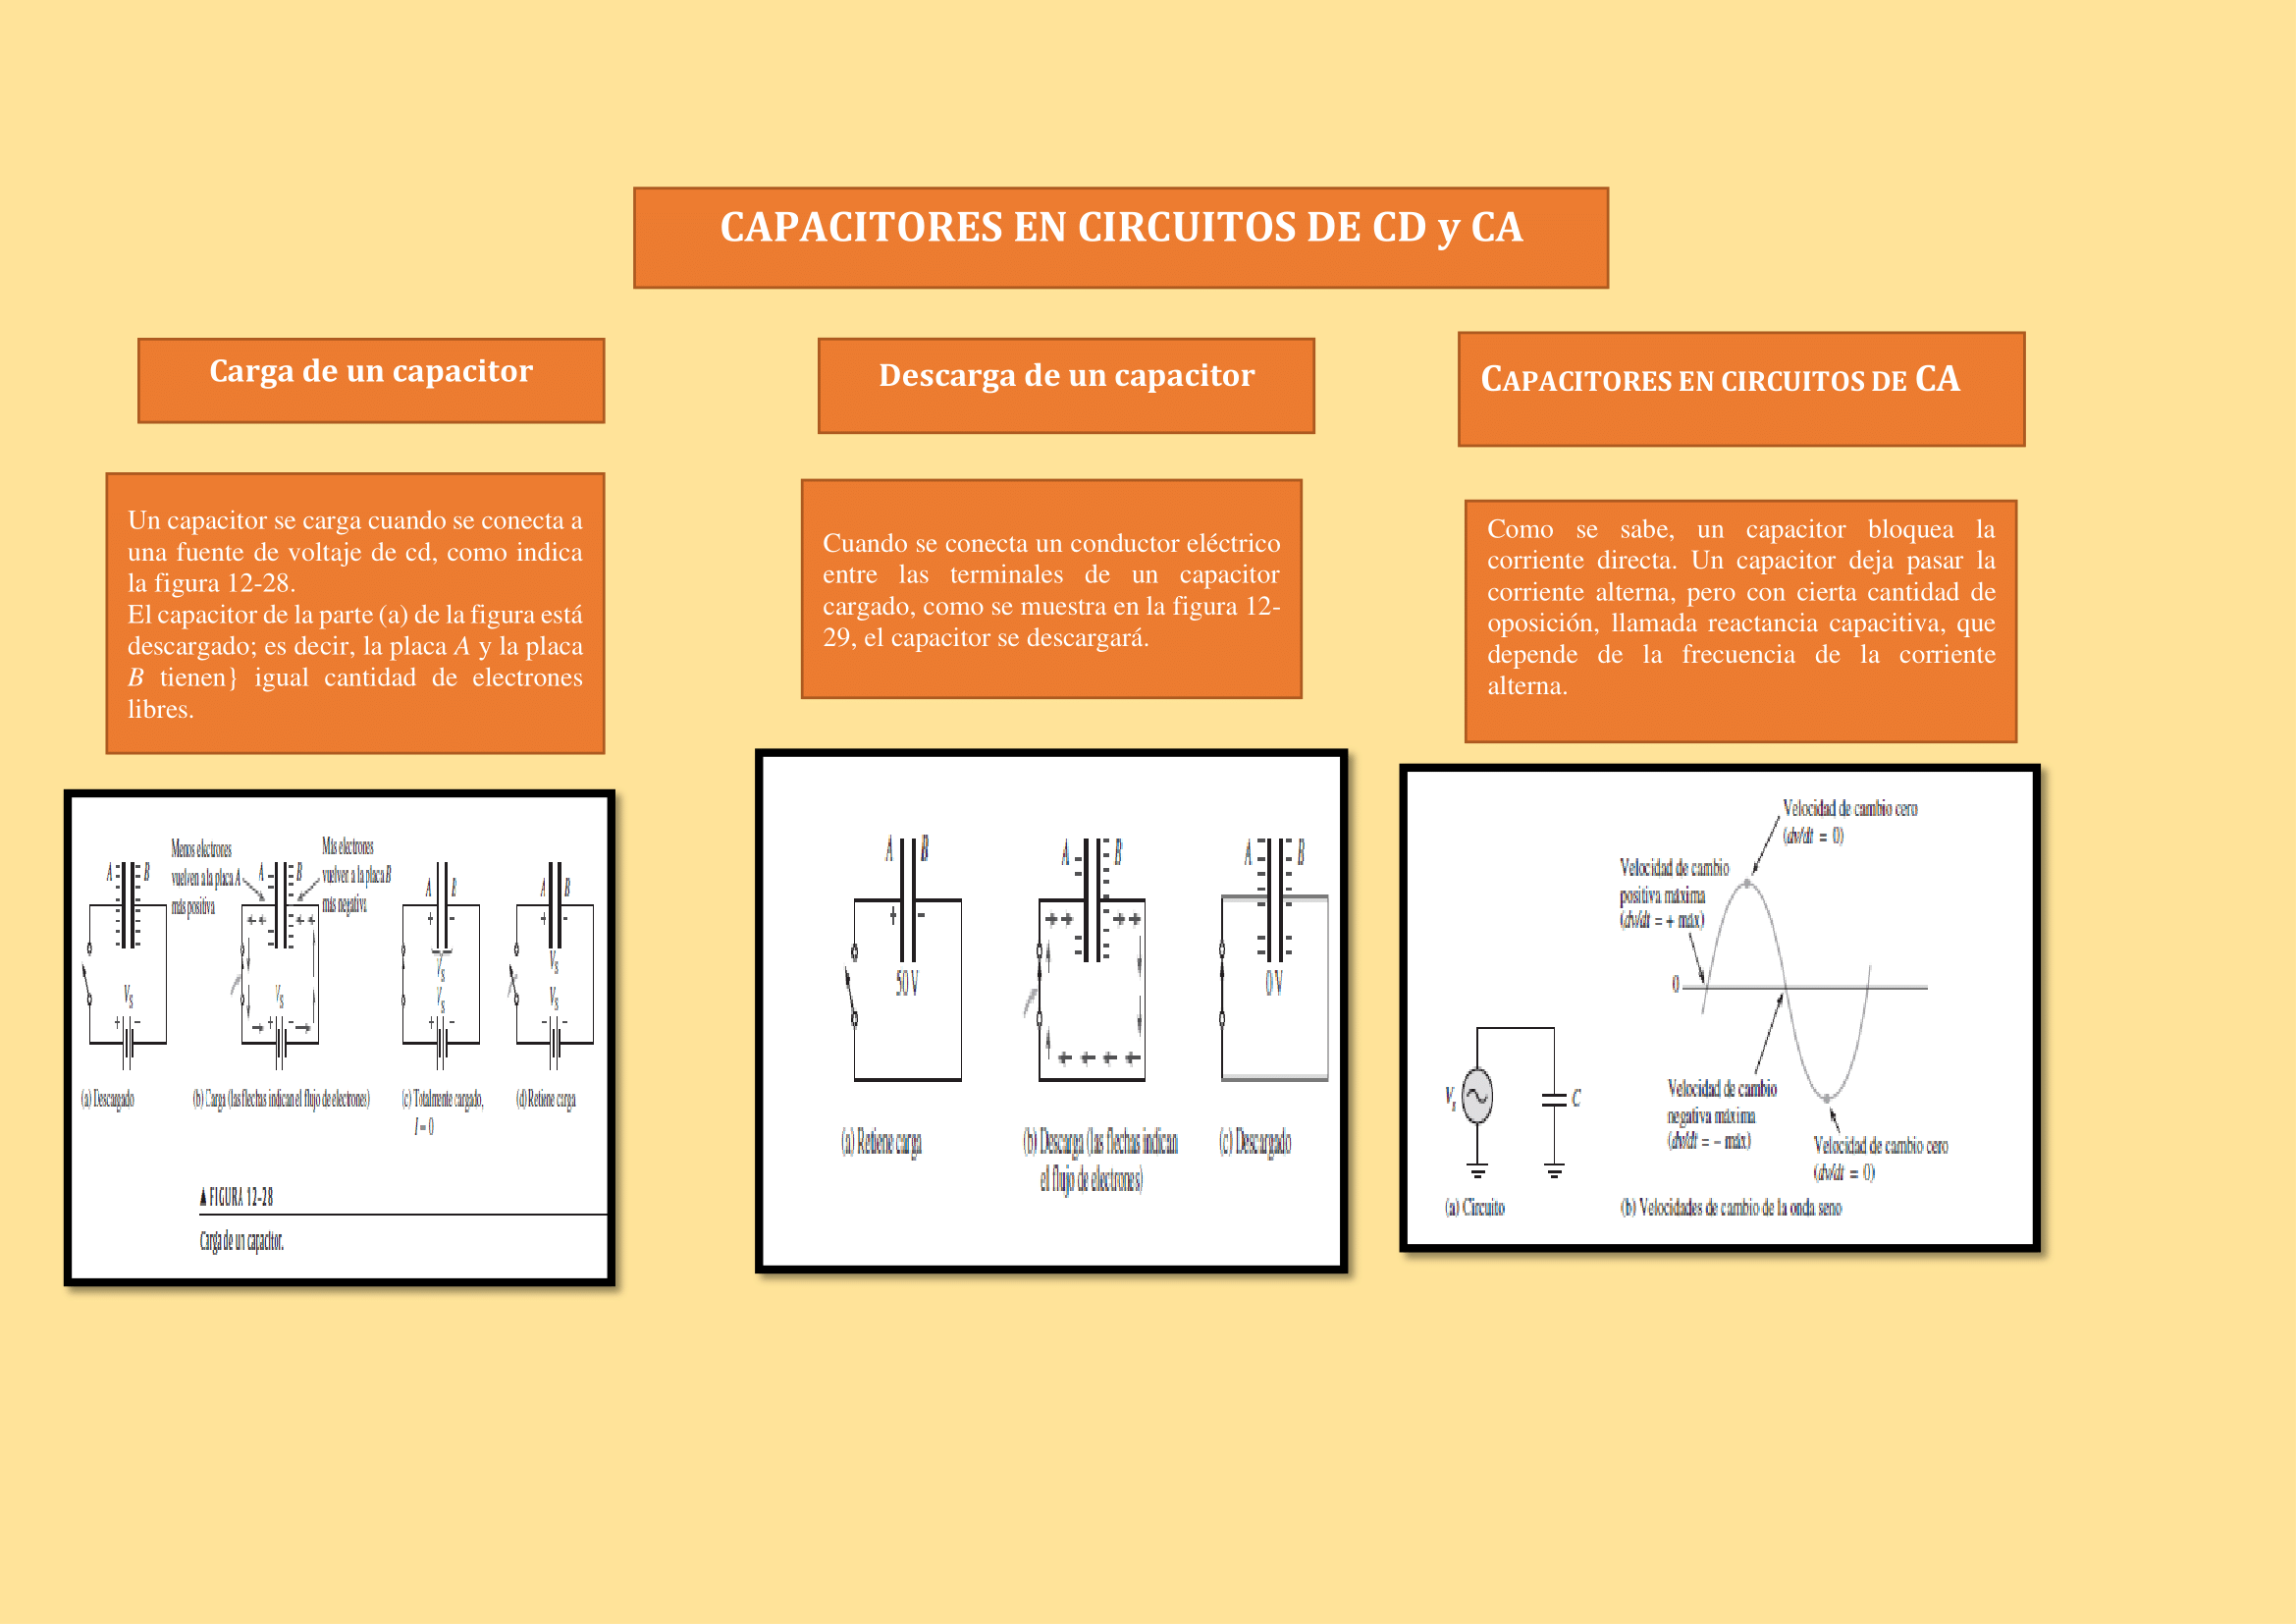 CAPACITORES EN CIRCUITOS DE CD y CA
Carga de un capacitor
Un capacitor se carga cuando se conecta a
una fuente de voltaje de cd, como indica
la figura 12-28.
El capacitor de la parte (a) de la figura está
descargado; es decir, la placa A y la placa
B tienen} igual cantidad de electrones
libres.
Menos electrones
vuelven a la placa A
más positiva
Más electrones
vuelven a la placa B
más negativa
A B
A B
A B
A B
+ -
+ -
VS
VS
VS
VS
VS
VS
+ -
+ -
+ -
- +
(a) Descargado
(b) Carga (las flechas indican el flujo de electrones)
(c) Totalmente cargado,
I = 0
(d) Retiene carga
▲ FIGURA 12-28
Carga de un capacitor.
Descarga de un capacitor
Cuando se conecta un conductor eléctrico
entre las terminales de un capacitor
cargado, como se muestra en la figura 12-
29, el capacitor se descargará.
A B
A B
A B
+ -
50 V
0 V
(a) Retiene carga
(b) Descarga (las flechas indican
el flujo de electrones)
(c) Descargado
CAPACITORES EN CIRCUITOS DE CA
Como se sabe, un capacitor bloquea la
corriente directa. Un capacitor deja pasar la
corriente alterna, pero con cierta cantidad de
oposición, llamada reactancia capacitiva, que
depende de la frecuencia de la corriente
alterna.
Velocidad de cambio cero
(dv/dt = 0)
Velocidad de cambio
positiva máxima
(dv/dt = + máx)
0
Vs
C
Velocidad de cambio
negativa máxima
(dv/dt = - máx)
Velocidad de cambio cero
(dv/dt = 0)
(a) Circuito
(b) Velocidades de cambio de la onda seno